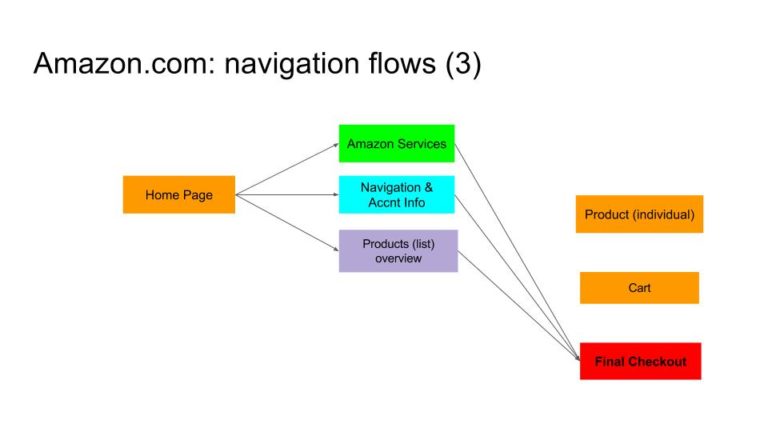 Amazon.com: navigation flows (3)
Amazon Services
Home Page
Navigation &
Accnt Info
Product (individual)
Products (list)
overview
Cart
Final Checkout